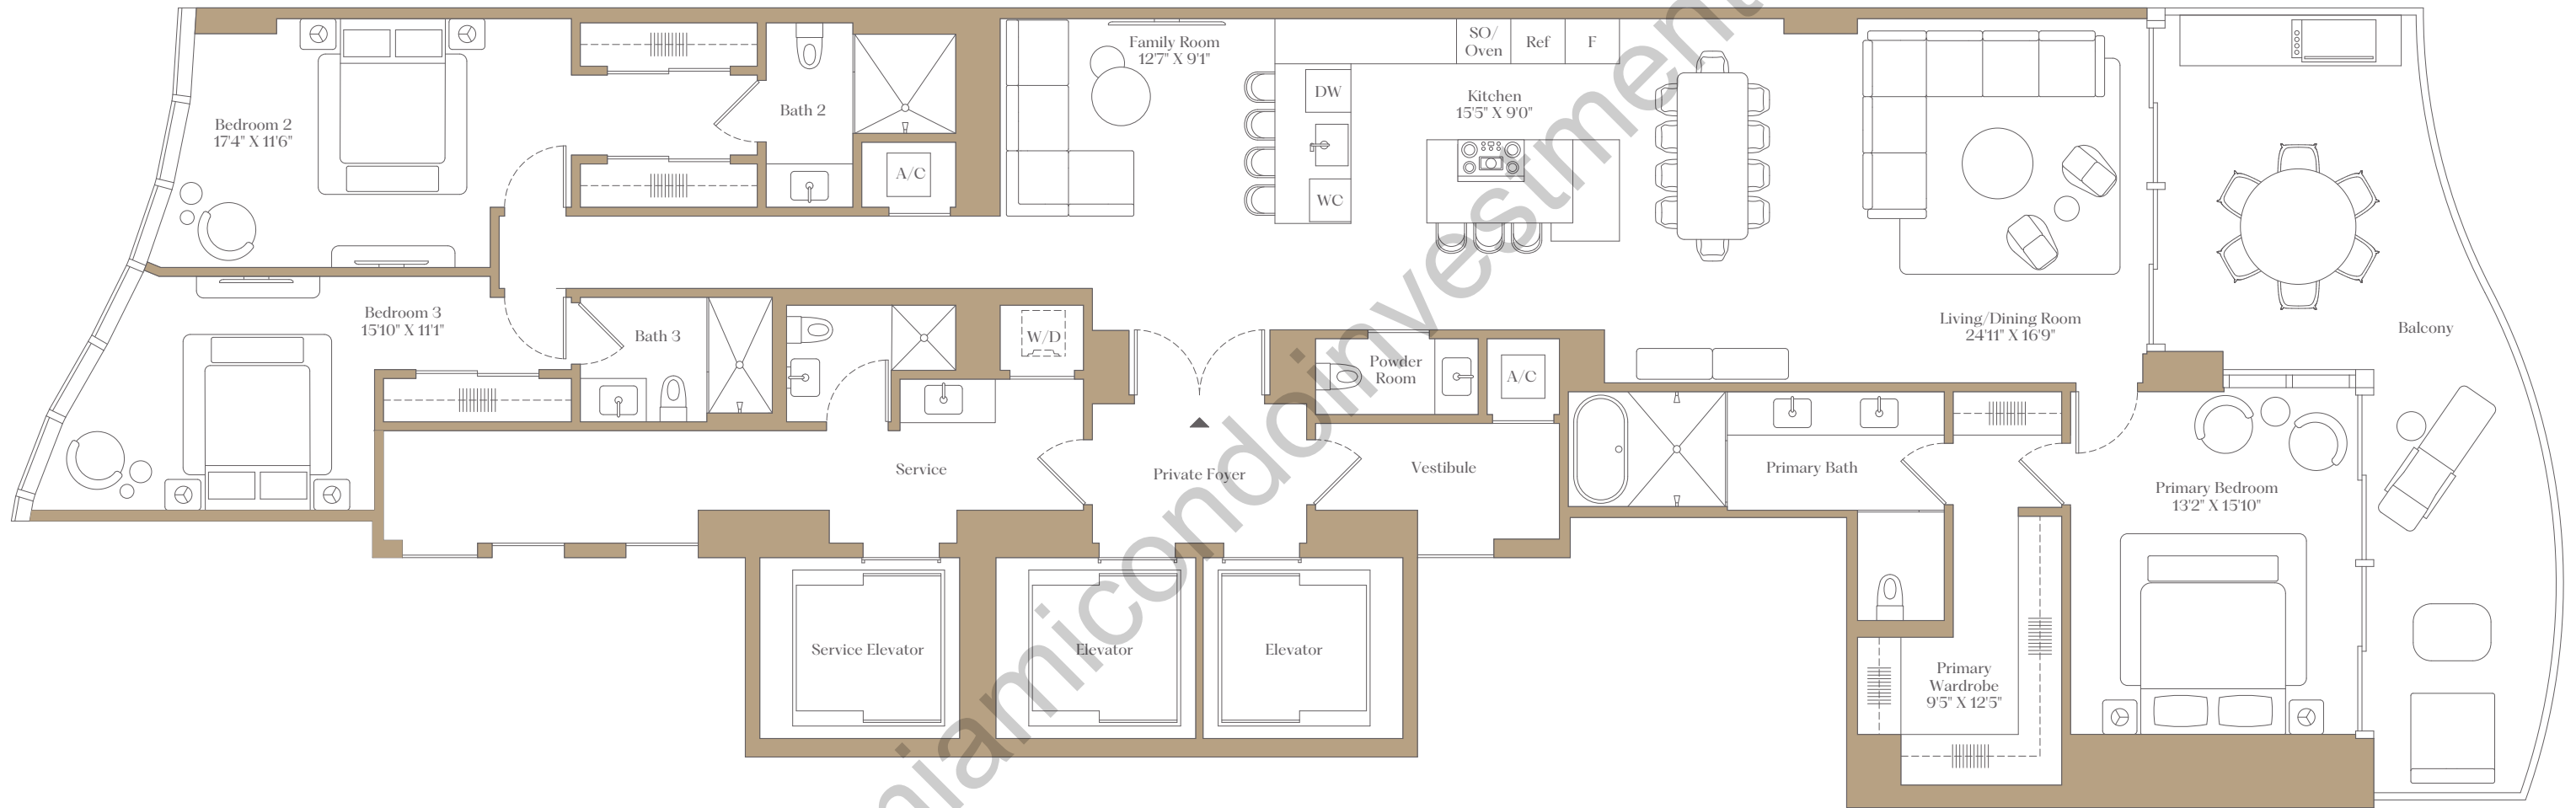 Bedroom 2
17'4" X 11'6"
Bath 2
A/C
Family Room
12'7" X 9'1"
SO/
Oven
Ref
F
DW
WC
Kitchen
15'5" X 9'0"
Bedroom 3
15'10" X 11'1"
Bath 3
W/D
Powder
Room
A/C
Living/Dining Room
24'11" X 16'9"
Balcony
Service
Private Foyer
Vestibule
Primary Bath
Primary Bedroom
13'2" X 15'10"
Service Elevator
Elevator
Elevator
Primary
Wardrobe
9'5" X 12'5"
miamicondoinvestment